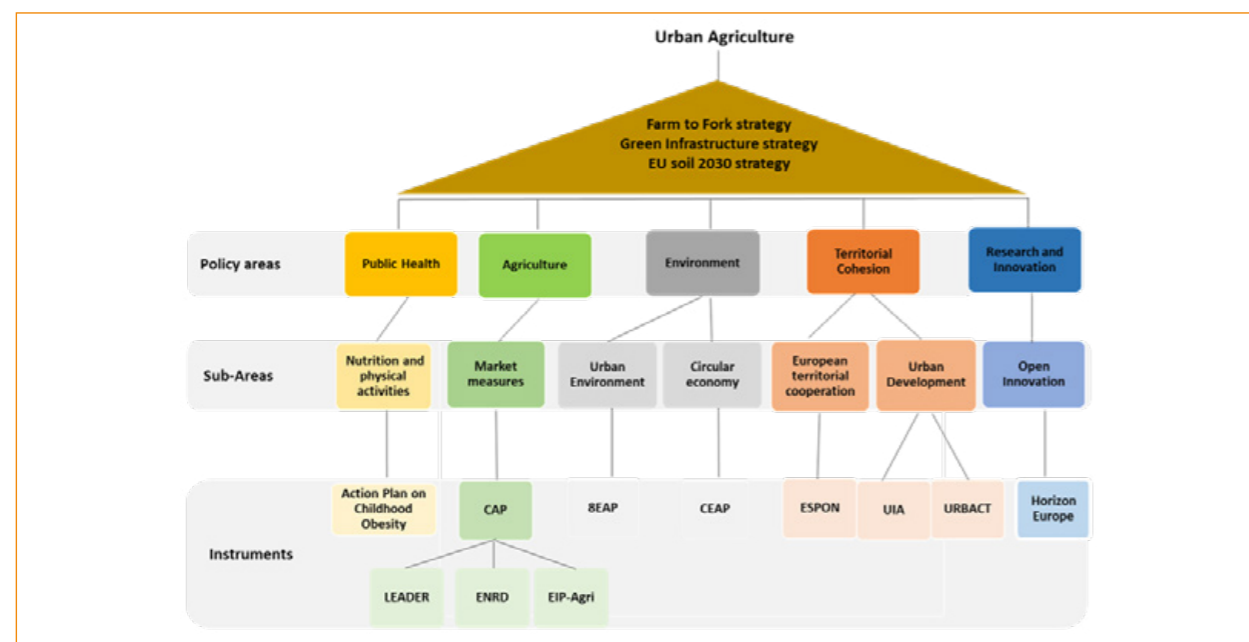 Urban Agriculture
Farm to Fork strategy
Green Infrastructure strategy
EU soil 2030 strategy
Policy areas
Public Health
Agriculture
Environment
Territorial
Cohesion
Research and
Innovation
Sub-Areas
Nutrition and
physical
activities
Market
measures
Urban
Environment
Circular
economy
European
territorial
cooperation
Urban
Development
Open
Innovation
Instruments
Action Plan on
Childhood
Obesity
CAP
8EAP
CEAP
ESPON
UIA
URBACT
Horizon
Europe
LEADER
ENRD
EIP-Agri